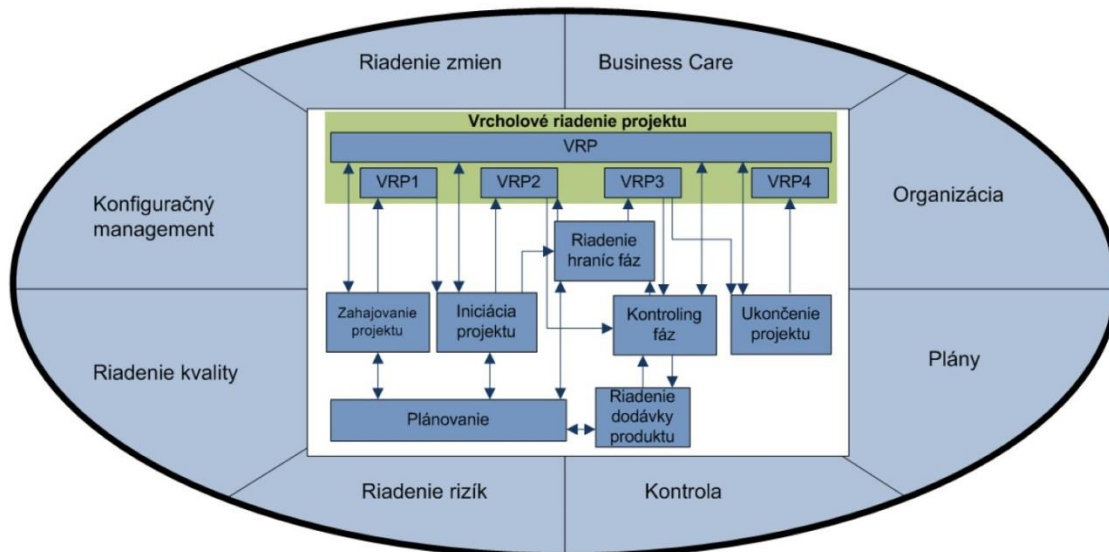 Riadenie zmien
Business Care
Vrcholové riadenie projektu
VRP
VRP1
VRP2
VRP3
VRP4
Konfiguračný
management
Organizácia
Riadenie
hraníc fáz
Zahajovanie
projektu
Iniciácia
projektu
Kontroling
fáz
Ukončenie
projektu
Riadenie kvality
Plány
Plánovanie
Riadenie
dodávky
produktu
Riadenie rizík
Kontrola